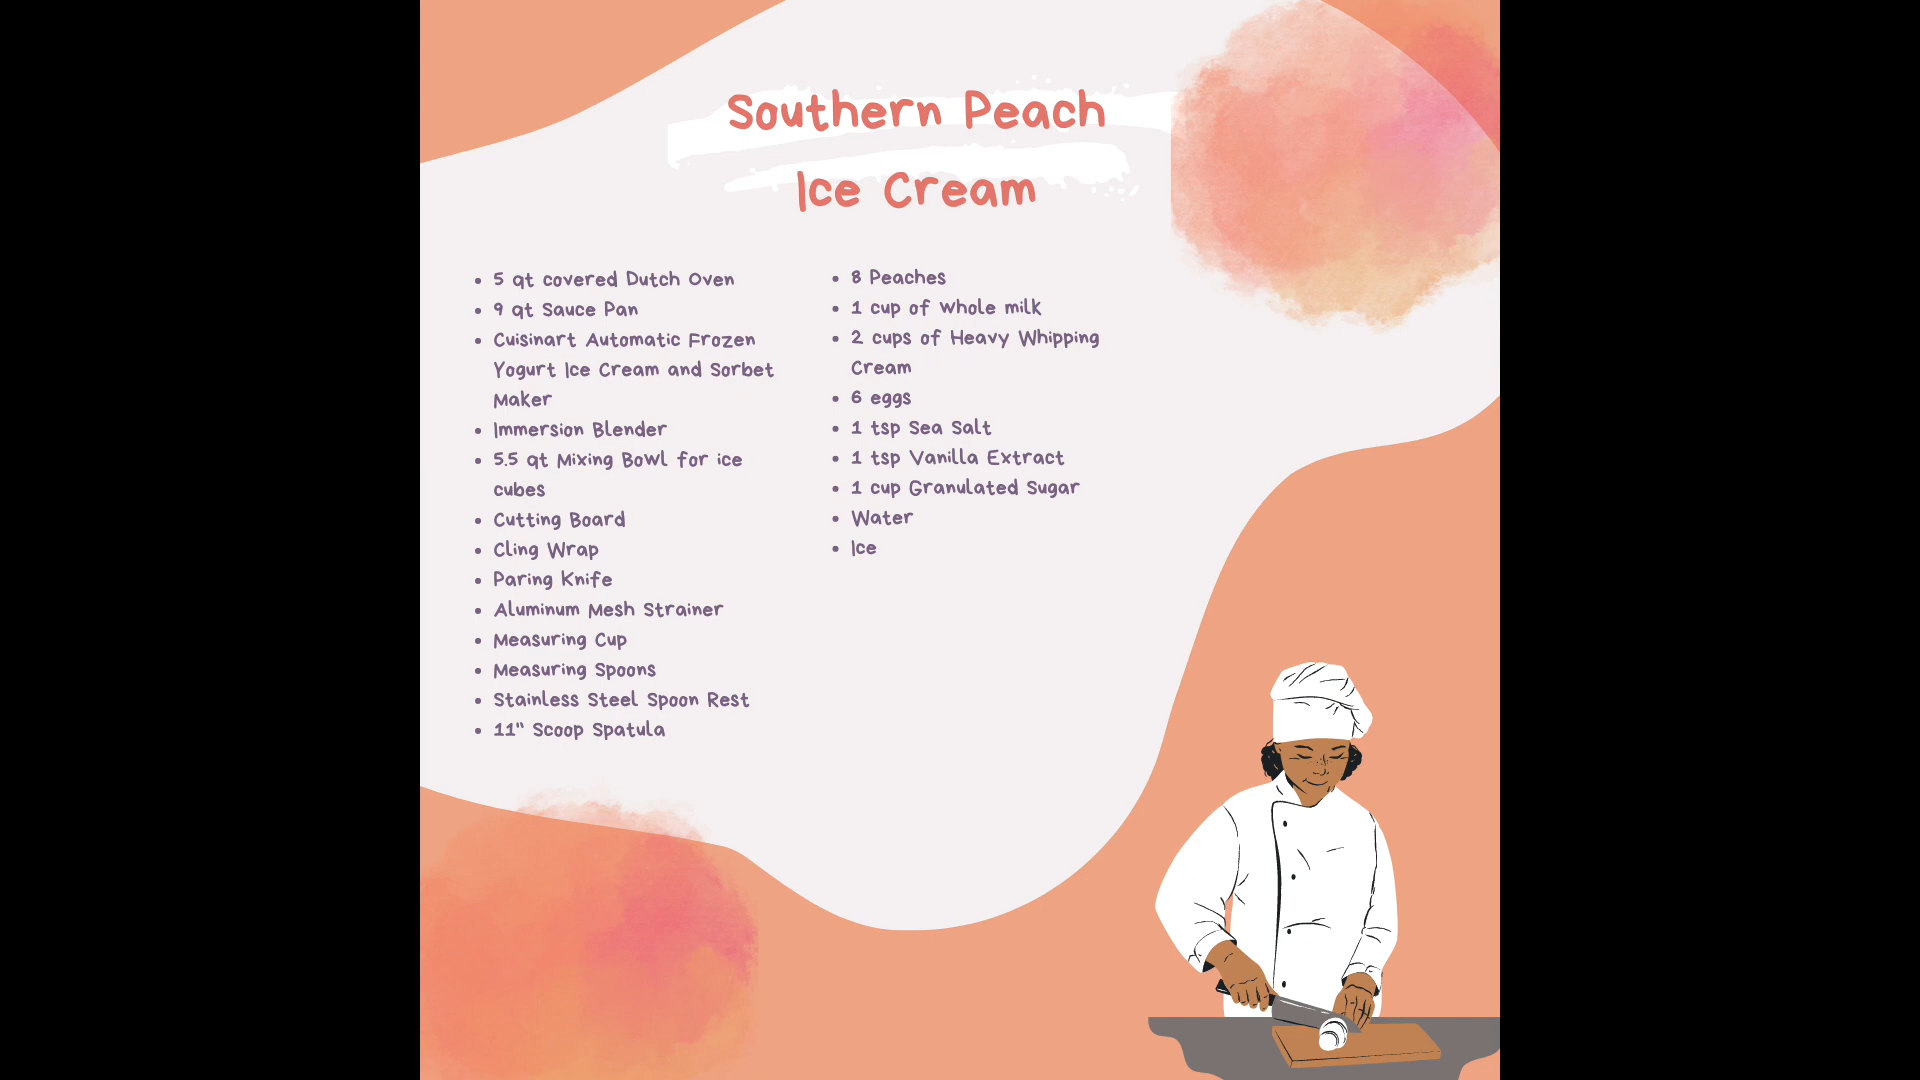 Southern Peach
Ice Cream
• 5 qt covered Dutch Oven
• 9 qt Sauce Pan
• Cuisinart Automatic Frozen
Yogurt Ice Cream and Sorbet
Maker
• Immersion Blender
• 5.5 qt Mixing Bowl for ice
cubes
• Cutting Board
• Cling Wrap
• Paring Knife
• Aluminum Mesh Strainer
• Measuring Cup
• Measuring Spoons
• Stainless Steel Spoon Rest
• 11" Scoop Spatula
• 8 Peaches
• 1 cup of whole milk
• 2 cups of Heavy Whipping
Cream
• 6 eggs
• 1 tsp Sea Salt
• 1 tsp Vanilla Extract
• 1 cup Granulated Sugar
• Water
• Ice